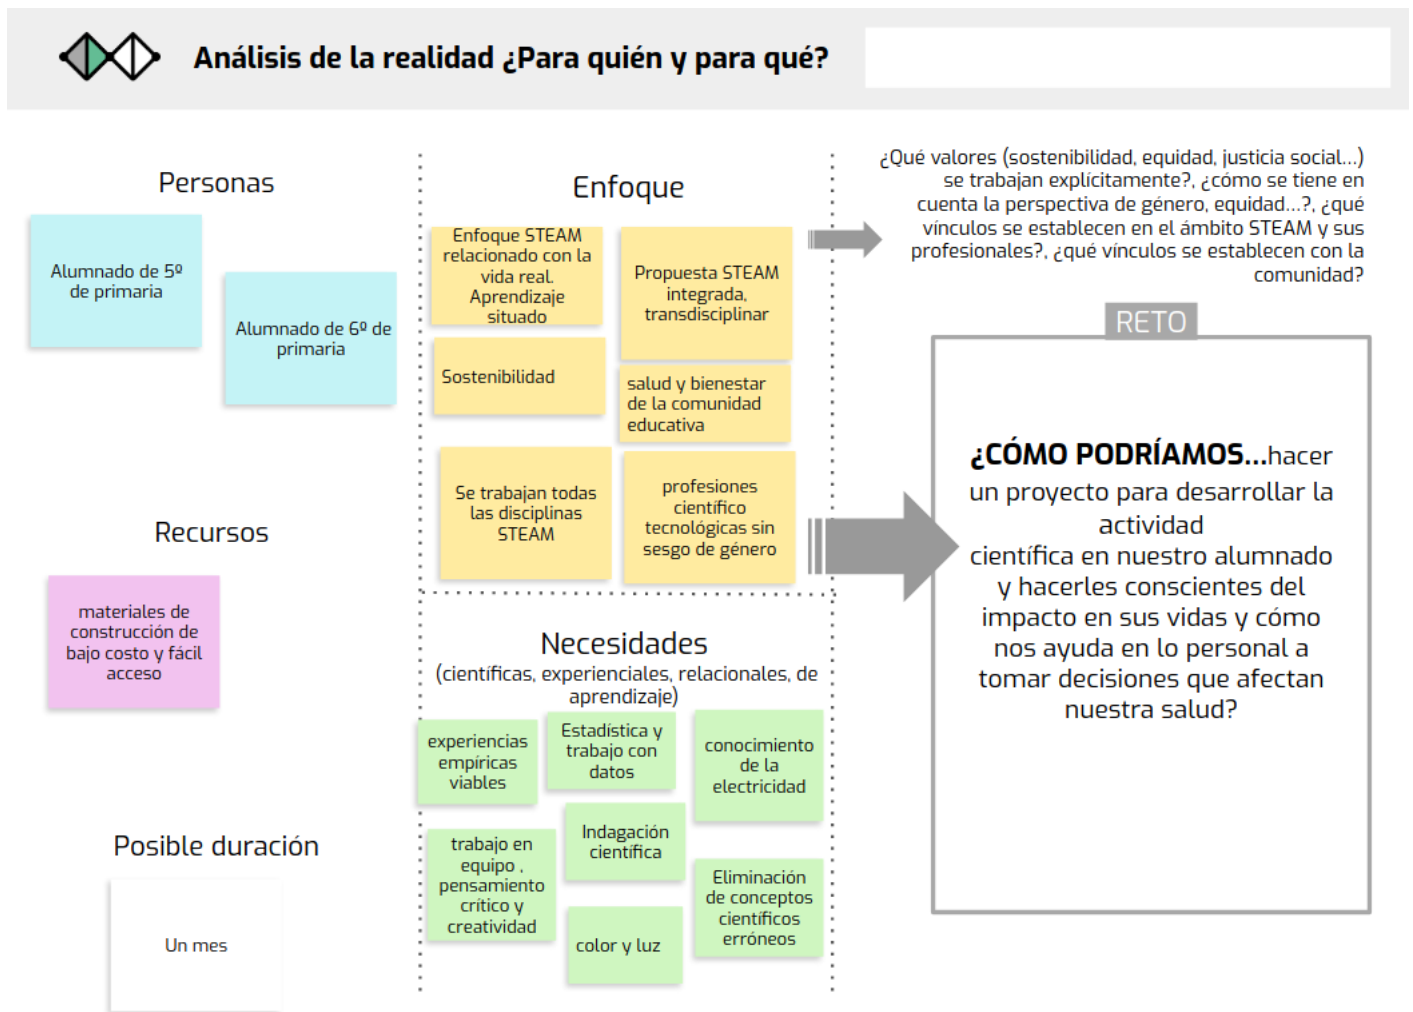 Análisis de la realidad ¿Para quién y para qué?
Personas
Alumnado de 5º
de primaria
Alumnado de 6º de
primaria
Recursos
materiales de
construcción de
bajo costo y fácil
acceso
Posible duración
Un mes
Enfoque
Enfoque STEAM
relacionado con la
vida real.
Aprendizaje
situado
Propuesta STEAM
integrada,
transdisciplinar
Sostenibilidad
salud y bienestar
de la comunidad
educativa
Se trabajan todas
las disciplinas
STEAM
profesiones
científico
tecnológicas sin
sesgo de género
Necesidades
(científicas, experienciales, relacionales, de
aprendizaje)
experiencias
empíricas
viables
Estadística y
trabajo con
datos
conocimiento
de la
electricidad
trabajo en
equipo ,
pensamiento
crítico y
creatividad
Indagación
científica
color y luz
Eliminación
de conceptos
científicos
erróneos
¿Qué valores (sostenibilidad, equidad, justicia social...)
se trabajan explícitamente?, ¿cómo se tiene en
cuenta la perspectiva de género, equidad...?, ¿qué
vínculos se establecen en el ámbito STEAM y sus
profesionales?, ¿qué vínculos se establecen con la
comunidad?
RETO
¿CÓMO PODRÍAMOS...hacer
un proyecto para desarrollar la
actividad
científica en nuestro alumnado
y hacerles conscientes del
impacto en sus vidas y cómo
nos ayuda en lo personal a
tomar decisiones que afectan
nuestra salud?